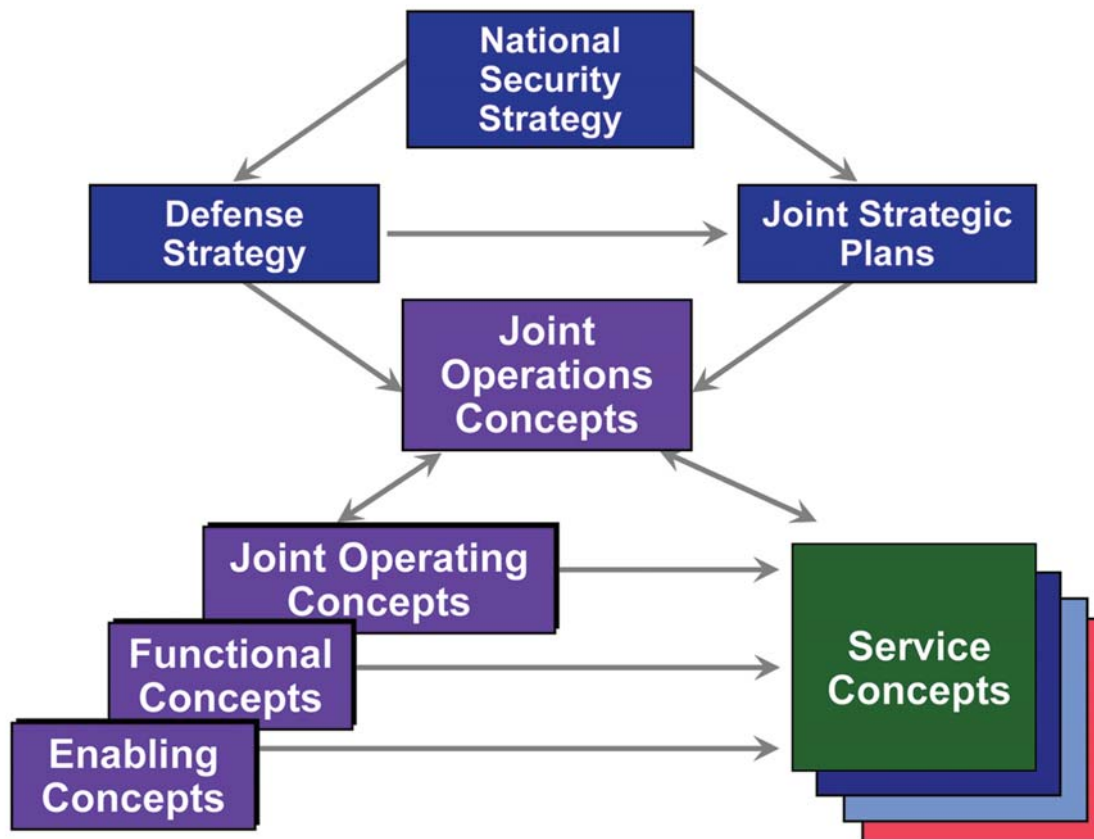 National
Security
Strategy
Defense
Strategy
Joint Strategic
Plans
Joint
Operations
Concepts
Joint Operating
Concepts
Functional
Concepts
Enabling
Concepts
Service
Concepts